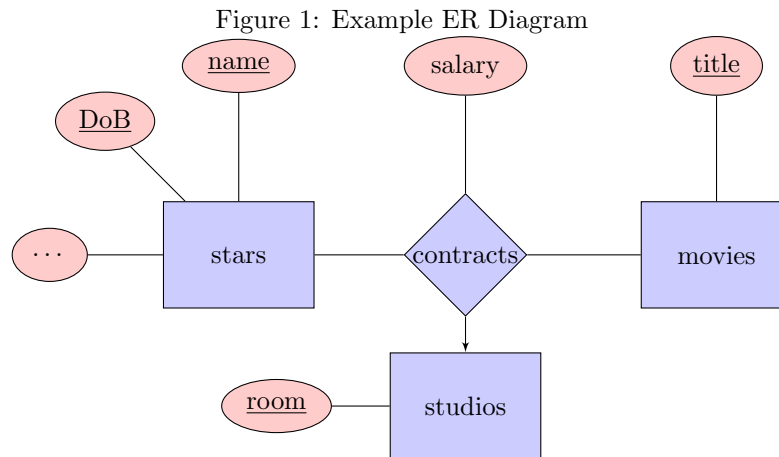 Figure 1: Example ER Diagram
name
salary
title
DoB
...
stars
contracts
movies
room
studios